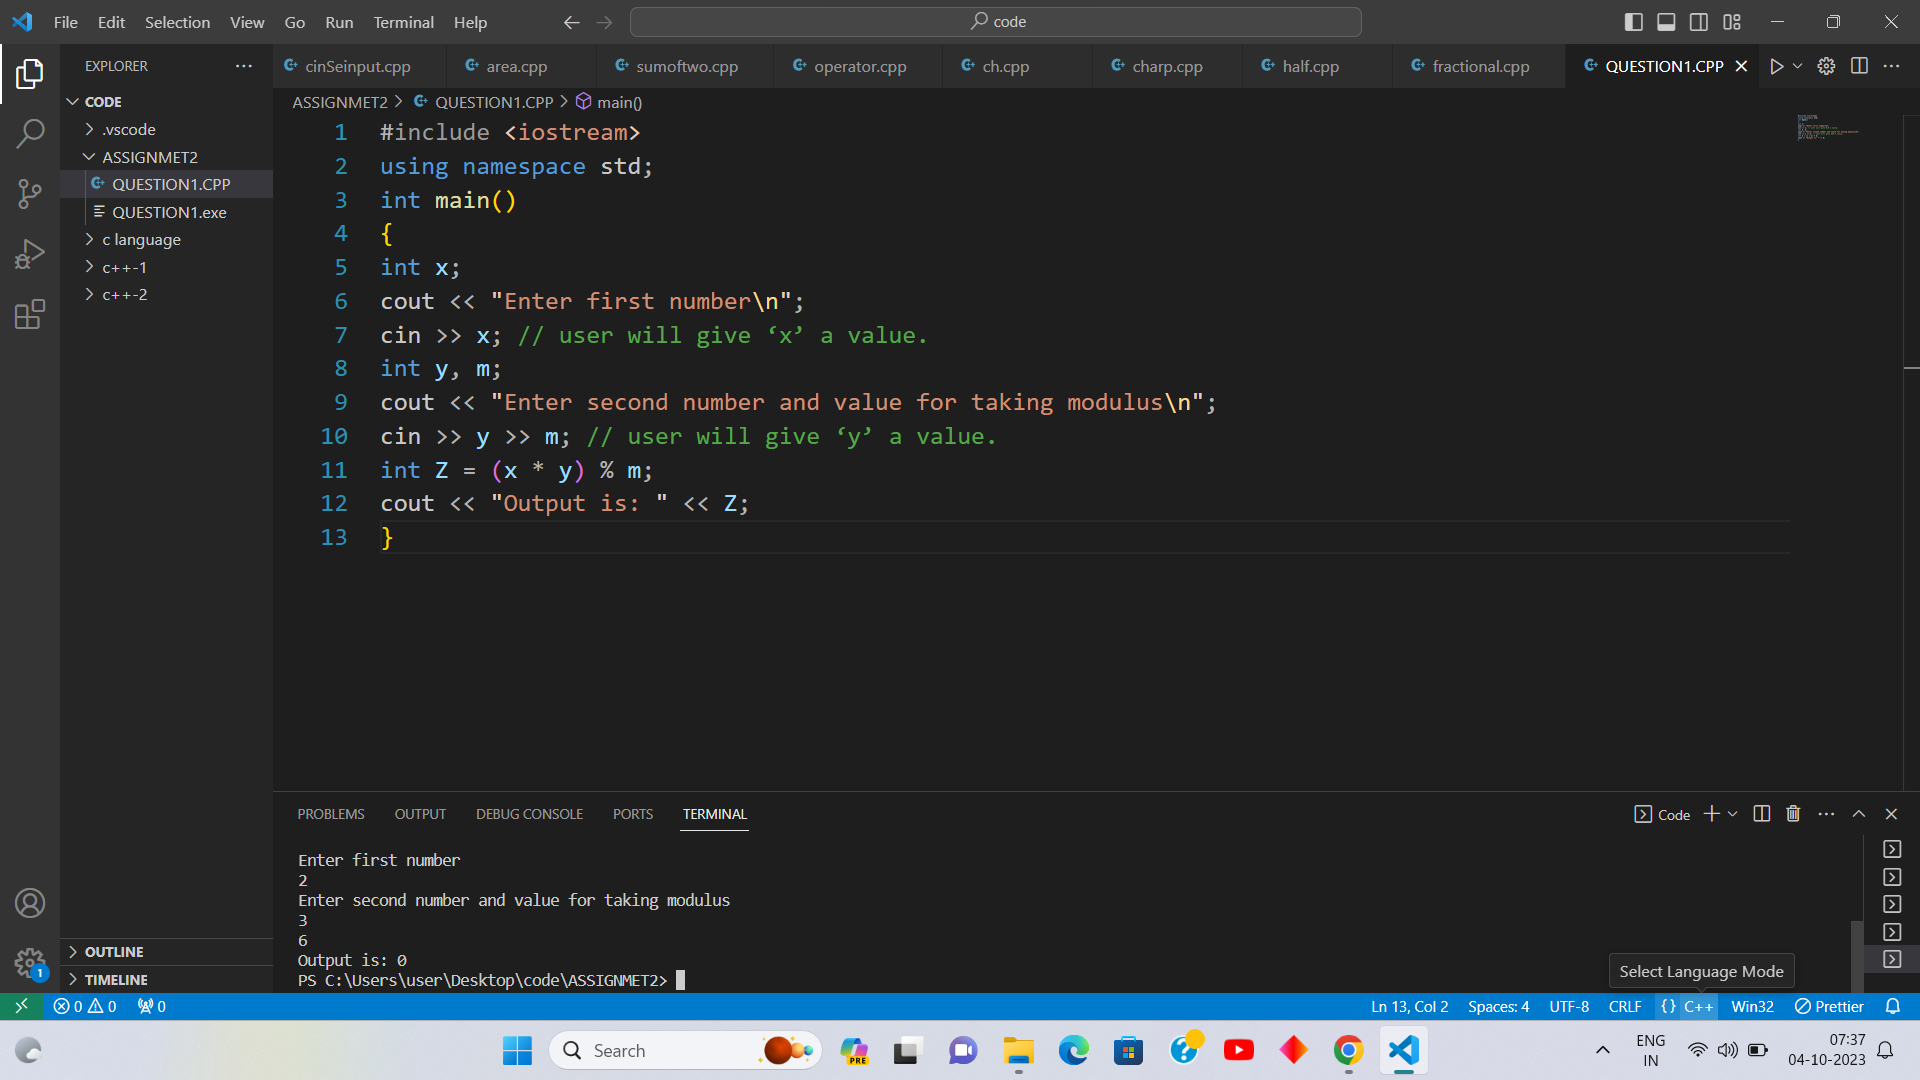 File Edit Selection View Go Run Terminal Help
code
EXPLORER
cinSeinput.cpp area.cpp sumoftwo.cpp operator.cpp ch.cpp charp.cpp half.cpp fractional.cpp QUESTION1.CPP
CODE
.vscode
ASSIGNMET2
QUESTION1.CPP
QUESTION1.exe
c language
c++-1
c++-2
OUTLINE
TIMELINE
1
ASSIGNMET2 > QUESTION1.CPP > main()
1 #include <iostream>
2 using namespace std;
3 int main()
4 {
5 int x;
6 cout << "Enter first number\n";
7 cin >> x; // user will give ‘x’ a value.
8 int y, m;
9 cout << "Enter second number and value for taking modulus\n";
10 cin >> y >> m; // user will give ‘y’ a value.
11 int Z = (x * y) % m;
12 cout << "Output is: " << Z;
13 }
PROBLEMS OUTPUT DEBUG CONSOLE PORTS TERMINAL
Code
Enter first number
2
Enter second number and value for taking modulus
3
6
Output is: 0
PS C:\Users\user\Desktop\code\ASSIGNMET2>
Select Language Mode
0 0 0
Ln 13, Col 2 Spaces: 4 UTF-8 CRLF {} C++ Win32 Prettier
Search
PRE
ENG
IN
07:37
04-10-2023